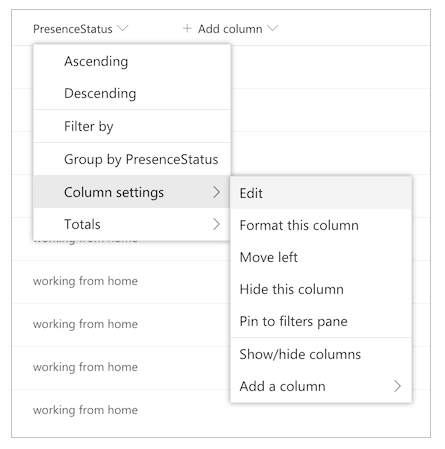 PresenceStatus
+ Add column
Ascending
Descending
Filter by
Group by PresenceStatus
Column settings
Totals
Edit
Format this column
Move left
Hide this column
Pin to filters pane
Show/hide columns
Add a column
working from home
working from home
working from home
working from home
working from home